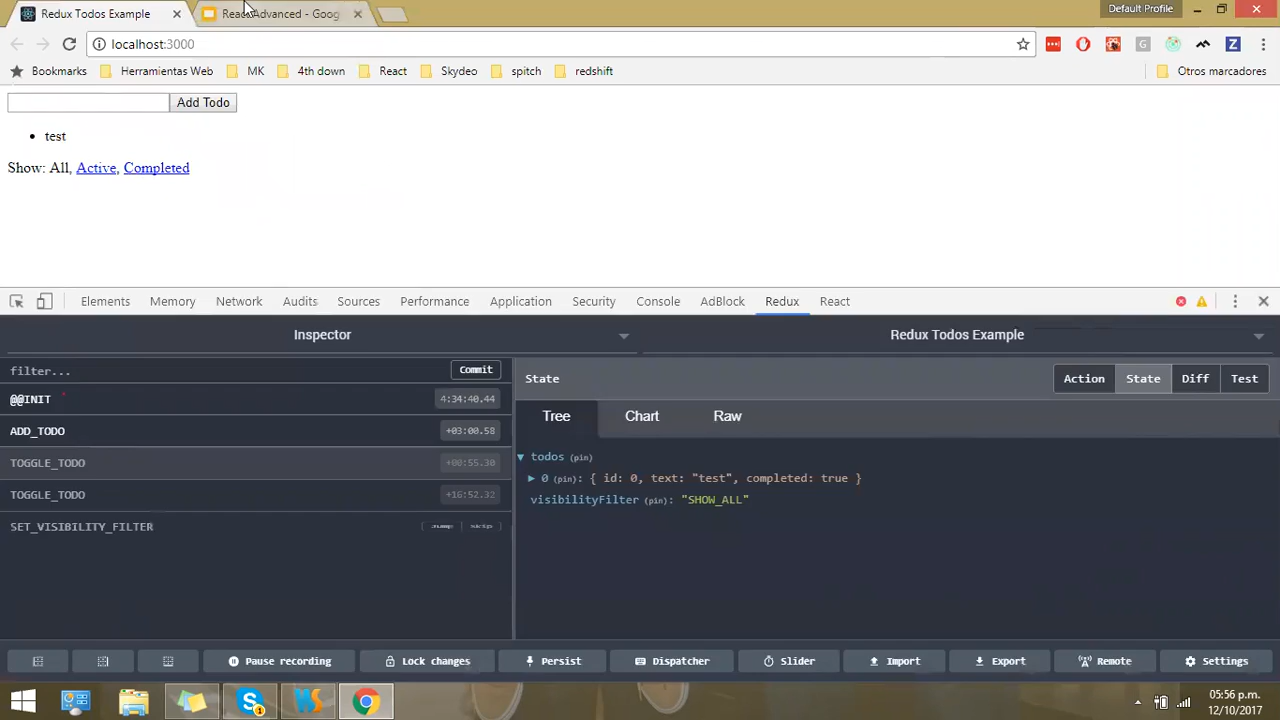 Redux Todos Example
React Advanced - Goog
Default Profile
localhost:3000
Bookmarks
Herramientas Web
MK
4th down
React
Skydeo
spitch
redshift
Otros marcadores
Add Todo
test
Show: All, Active, Completed
Elements
Memory
Network
Audits
Sources
Performance
Application
Security
Console
AdBlock
Redux
React
Inspector
Redux Todos Example
filter...
Commit
State
Action
State
Diff
Test
@@INIT
4:34:40.44
Tree
Chart
Raw
ADD_TODO
+03:00.58
todos (pin)
TOGGLE_TODO
+00:55.30
0 (pin): { id: 0, text: "test", completed: true }
TOGGLE_TODO
+16:52.32
visibilityFilter (pin): "SHOW_ALL"
SET_VISIBILITY_FILTER
Pause recording
Lock changes
Persist
Dispatcher
Slider
Import
Export
Remote
Settings
05:56 p.m.
12/10/2017